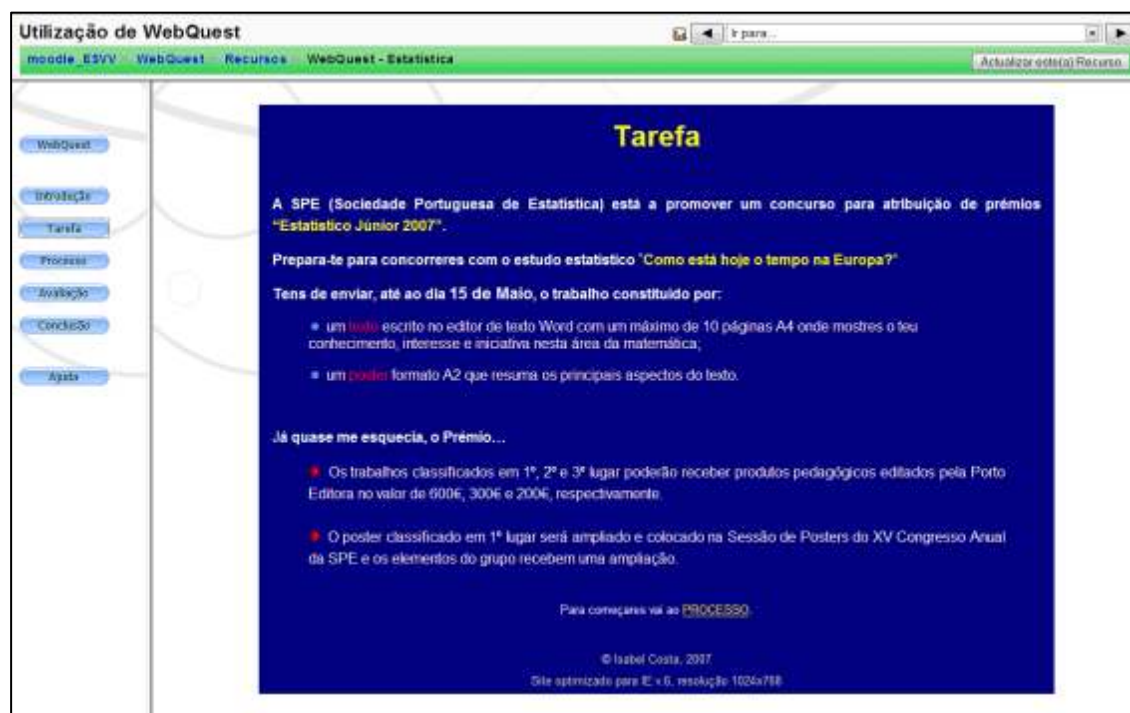 Utilização de WebQuest
Ir para...
moodle_ESVV WebQuest Recursos WebQuest - Estatística
Actualizar este(a) Recurso
WebQuest
Introdução
Tarefa
Processo
Avaliação
Conclusão
Ajuda
Tarefa
A SPE (Sociedade Portuguesa de Estatística) está a promover um concurso para atribuição de prémios
“Estatístico Júnior 2007”.
Prepara-te para concorreres com o estudo estatístico "Como está hoje o tempo na Europa?"
Tens de enviar, até ao dia 15 de Maio, o trabalho constituído por:
um texto escrito no editor de texto Word com um máximo de 10 páginas A4 onde mostres o teu
conhecimento, interesse e iniciativa nesta área da matemática;
um poster formato A2 que resuma os principais aspectos do texto.
Já quase me esquecia, o Prémio...
Os trabalhos classificados em 1º, 2º e 3º lugar poderão receber produtos pedagógicos editados pela Porto
Editora no valor de 600€, 300€ e 200€, respectivamente.
O poster classificado em 1º lugar será ampliado e colocado na Sessão de Posters do XV Congresso Anual
da SPE e os elementos do grupo recebem uma ampliação.
Para começares vai ao PROCESSO.
© Isabel Costa, 2007
Site optimizado para IE v.6, resolução 1024x768